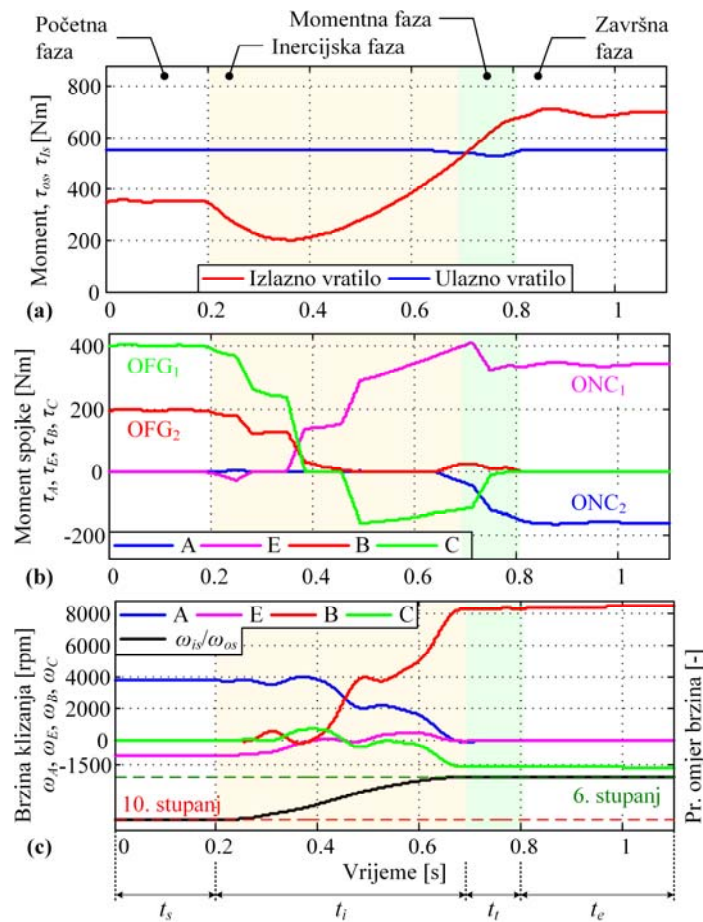 Početna faza
Inercijska faza
Momentna faza
Završna faza
Moment, τos, τis [Nm]
800
600
400
200
0
Izlazno vratilo
Ulazno vratilo
(a)
0 0.2 0.4 0.6 0.8 1
Moment spojke [Nm]
τA, τE, τB, τC
400
200
0
-200
OFG1
OFG2
ONC1
ONC2
A E B C
(b)
0 0.2 0.4 0.6 0.8 1
Brzina klizanja [rpm]
ωA, ωE, ωB, ωC
8000
6000
4000
2000
0
-1500
A E B C
ωis/ωos
10. stupanj
6. stupanj
Pr. omjer brzina [-]
(c)
0 0.2 0.4 0.6 0.8 1
Vrijeme [s]
ts ti tt te